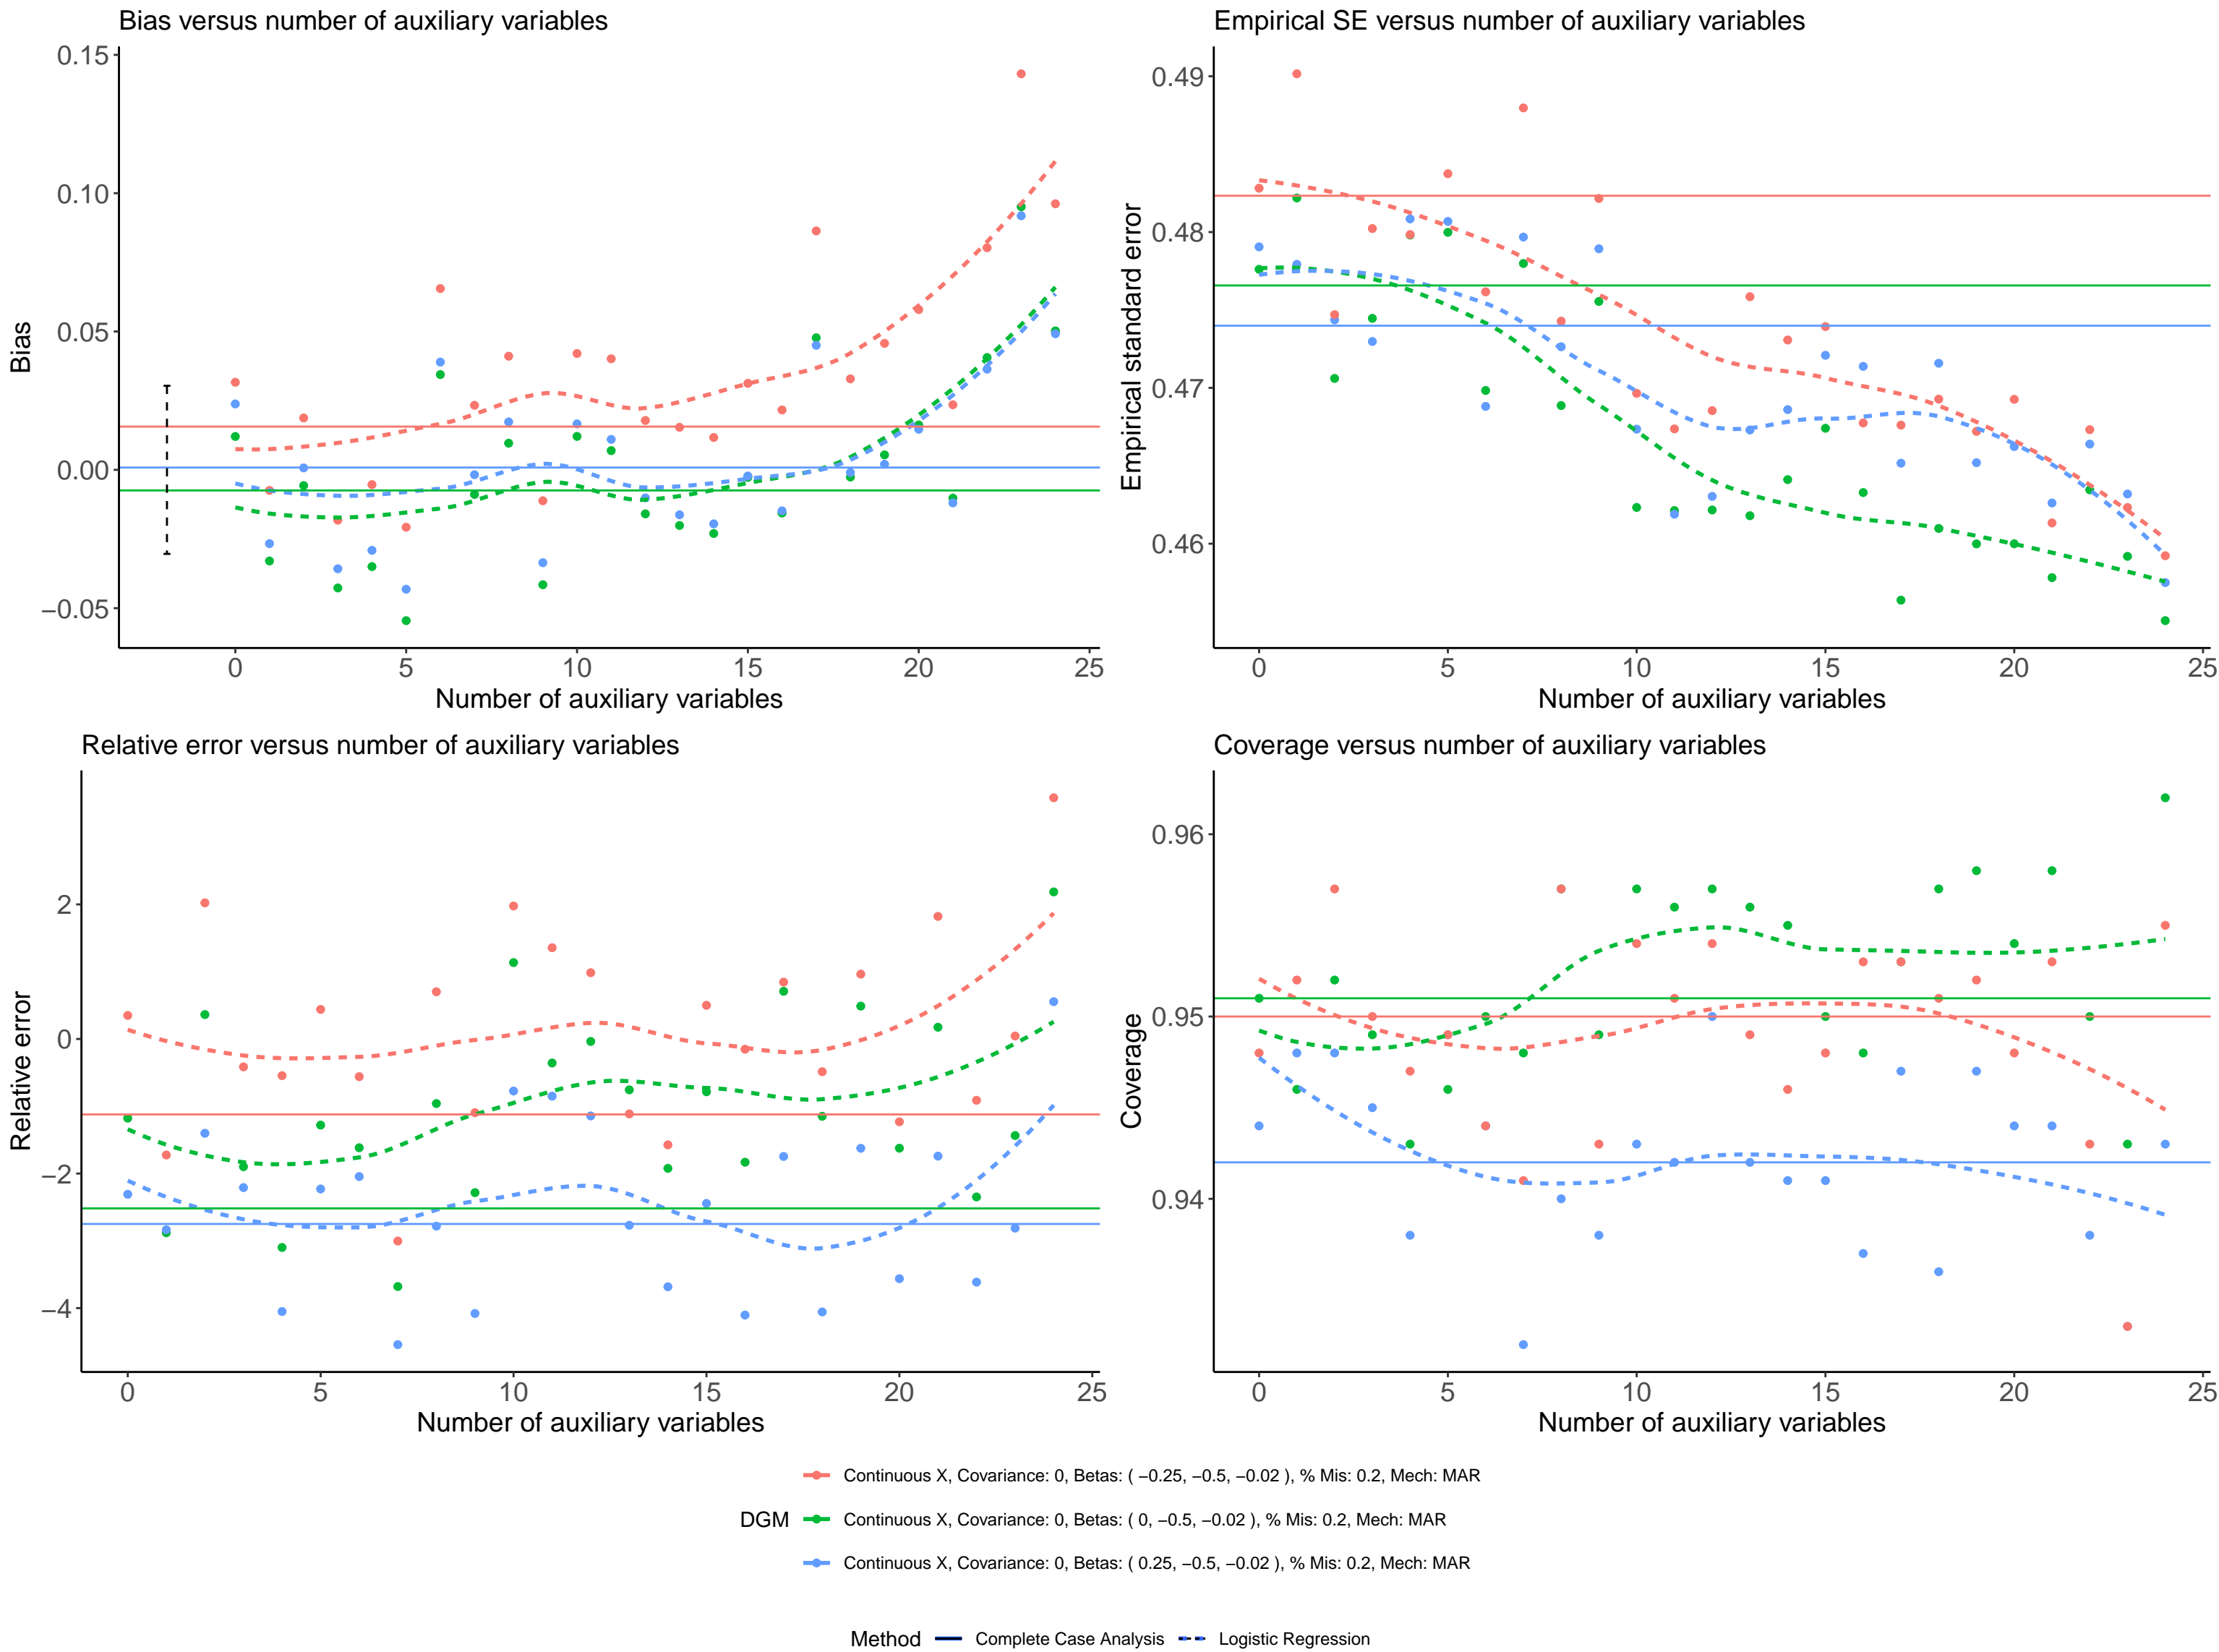 Bias versus number of auxiliary variables
0.15
0.10
0.05
0.00
−0.05
Bias
0 5 10 15 20 25
Number of auxiliary variables
Empirical SE versus number of auxiliary variables
0.49
0.48
0.47
0.46
Empirical standard error
0 5 10 15 20 25
Number of auxiliary variables
Relative error versus number of auxiliary variables
2
0
−2
−4
Relative error
0 5 10 15 20 25
Number of auxiliary variables
Coverage versus number of auxiliary variables
0.96
0.95
0.94
Coverage
0 5 10 15 20 25
Number of auxiliary variables
DGM
Continuous X, Covariance: 0, Betas: ( −0.25, −0.5, −0.02 ), % Mis: 0.2, Mech: MAR
Continuous X, Covariance: 0, Betas: ( 0, −0.5, −0.02 ), % Mis: 0.2, Mech: MAR
Continuous X, Covariance: 0, Betas: ( 0.25, −0.5, −0.02 ), % Mis: 0.2, Mech: MAR
Method Complete Case Analysis Logistic Regression